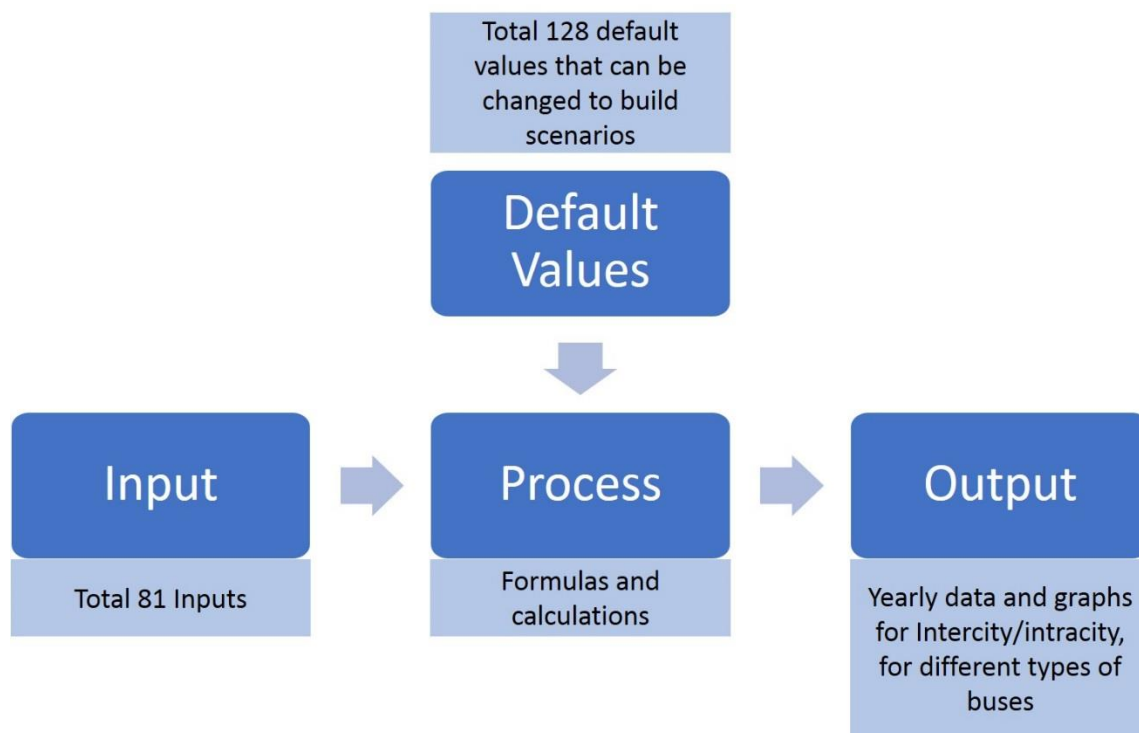 Total 128 default
values that can be
changed to build
scenarios
Default
Values
Input
Total 81 Inputs
Process
Formulas and
calculations
Output
Yearly data and graphs
for Intercity/intracity,
for different types of
buses